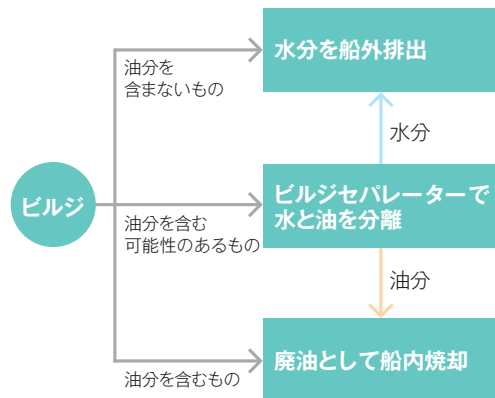 油分を
含まないもの
水分を船外排出
水分
ビルジ
油分を含む
可能性のあるもの
ビルジセパレーターで
水と油を分離
油分
油分を含むもの
廃油として船内焼却